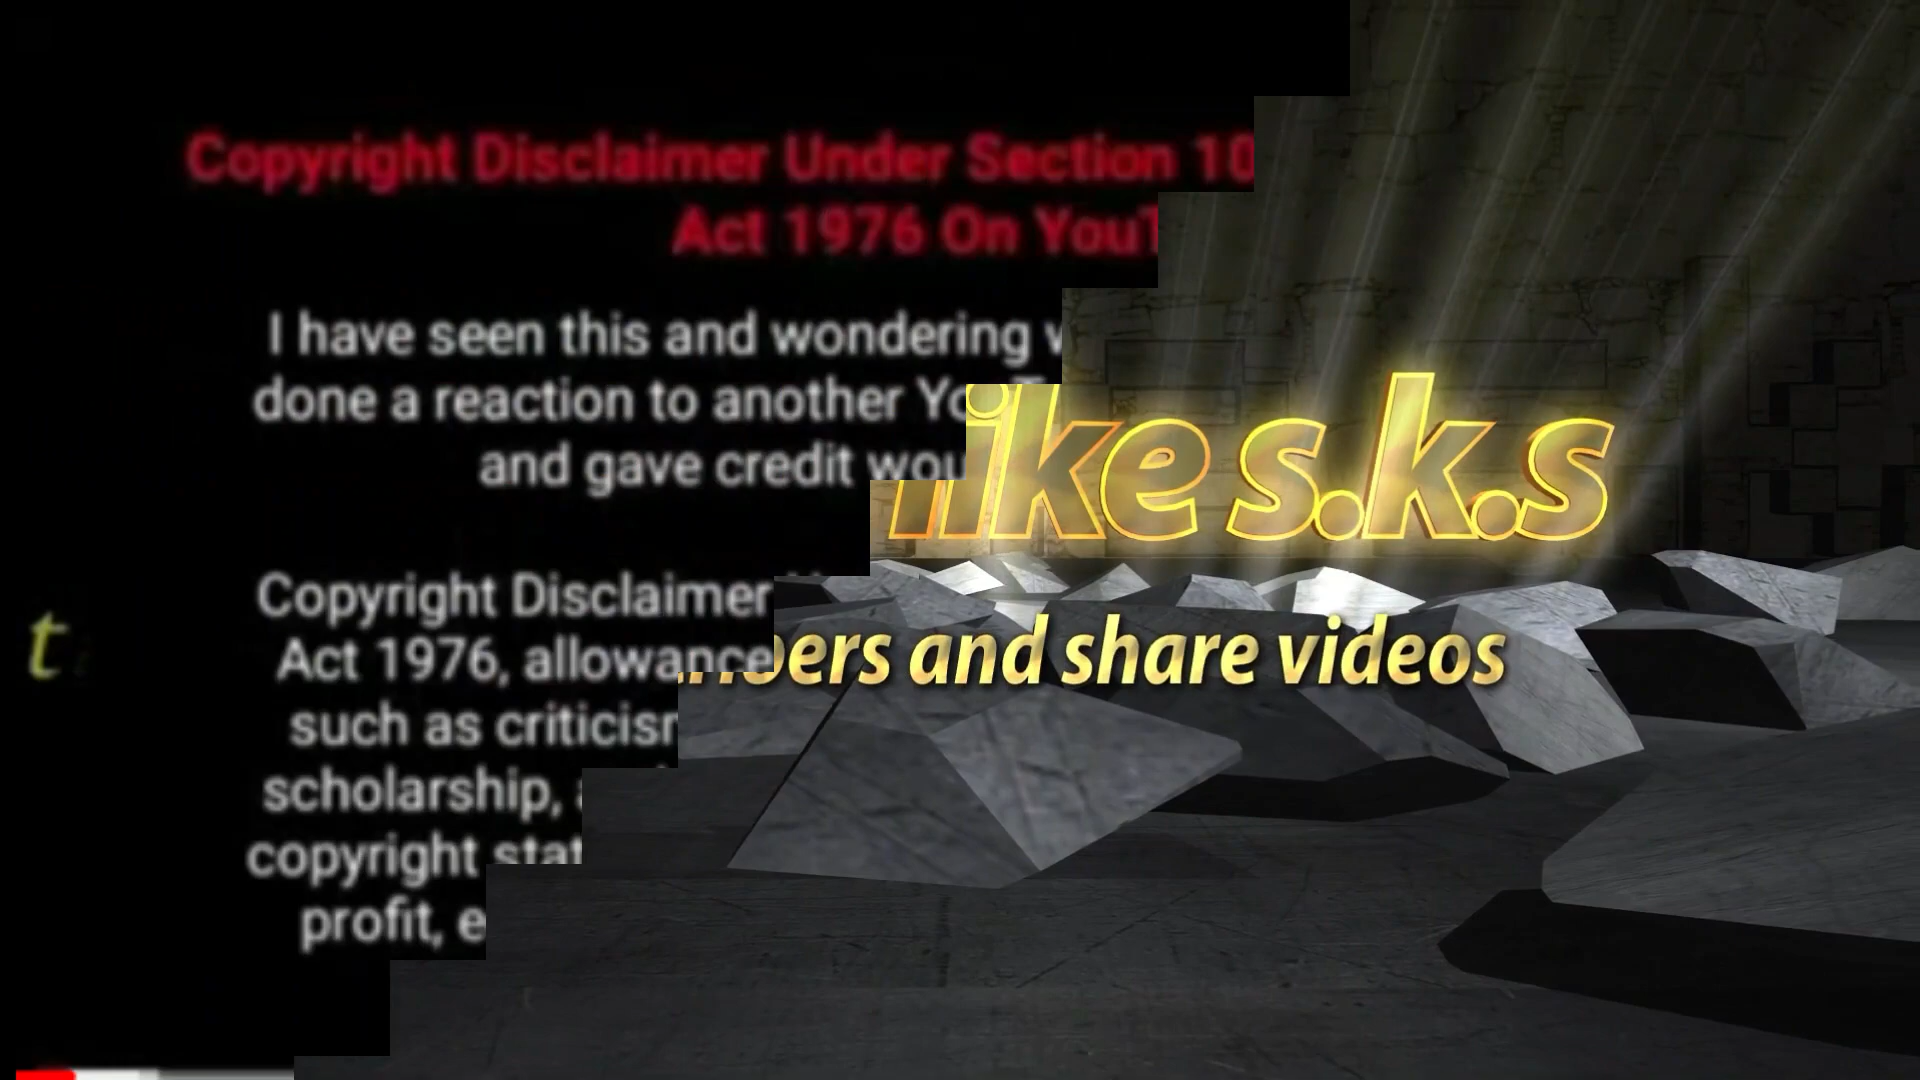 Copyright Disclaimer Under Section 10
Act 1976 On YouT
I have seen this and wondering
done a reaction to another
and gave credit wou
ike s.k.s
Copyright Disclaimer
Act 1976, allowance
bers and share videos
such as criticism
scholarship,
copyright stat
profit, e
t